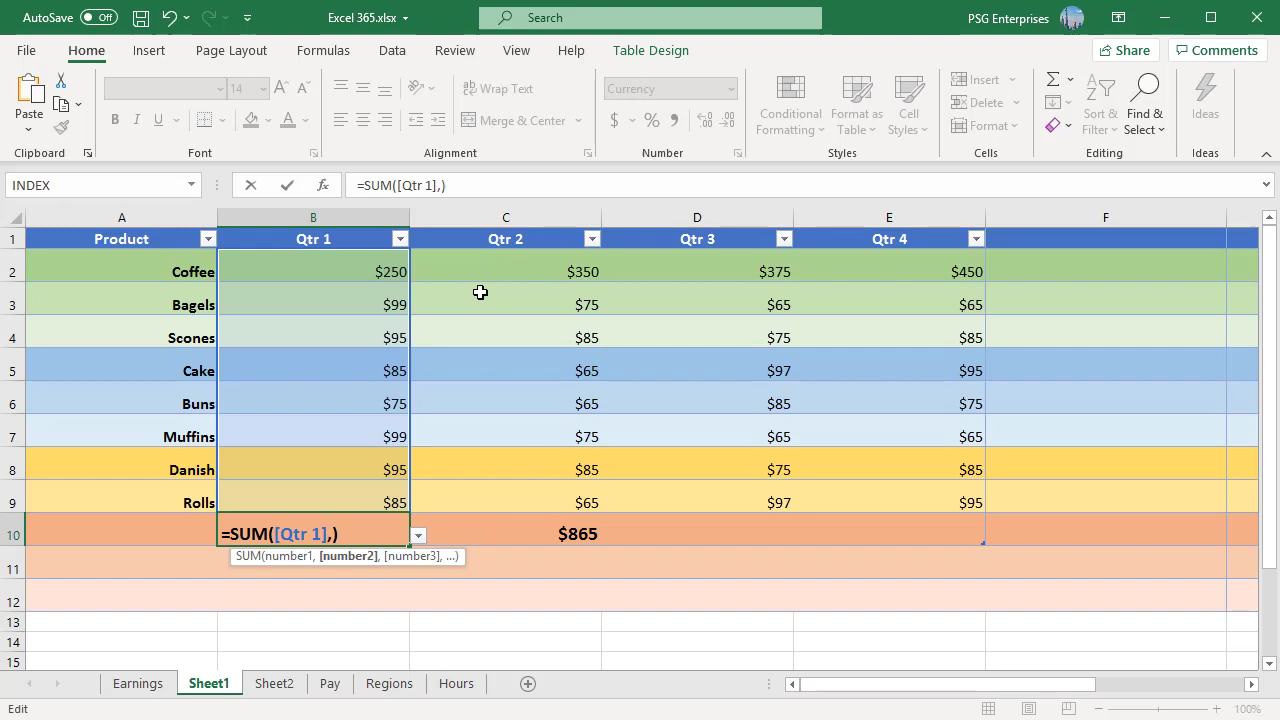 AutoSave Off Excel 365.xlsx Search PSG Enterprises
File Home Insert Page Layout Formulas Data Review View Help Table Design Share Comments
Paste 14 Wrap Text Merge & Center Currency $ % Conditional Formatting Format as Table Cell Styles Insert Delete Format Sort & Filter Find & Select Ideas
Clipboard Font Alignment Number Styles Cells Editing Ideas
INDEX =SUM([Qtr 1],)
A B C D E F
1 Product Qtr 1 Qtr 2 Qtr 3 Qtr 4
2 Coffee $250 $350 $375 $450
3 Bagels $99 $75 $65 $65
4 Scones $95 $85 $75 $85
5 Cake $85 $65 $97 $95
6 Buns $75 $65 $85 $75
7 Muffins $99 $75 $65 $65
8 Danish $95 $85 $75 $85
9 Rolls $85 $65 $97 $95
10 =SUM([Qtr 1],) $865
SUM(number1, [number2], [number3], ...)
11
12
13
14
15
Earnings Sheet1 Sheet2 Pay Regions Hours
Edit 100%